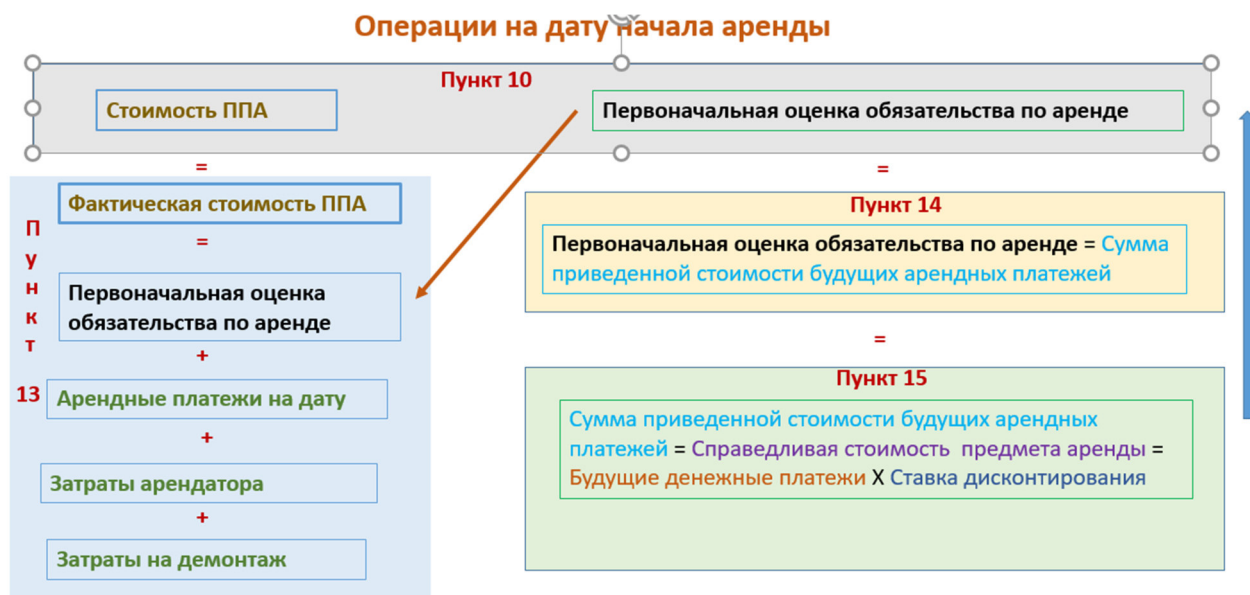 Операции на дату начала аренды
Пункт 10
Стоимость ППА
Первоначальная оценка обязательства по аренде
=
=
Пункт
13
Фактическая стоимость ППА
=
Первоначальная оценка
обязательства по аренде
+
Арендные платежи на дату
+
Затраты арендатора
+
Затраты на демонтаж
Пункт 14
Первоначальная оценка обязательства по аренде = Сумма
приведенной стоимости будущих арендных платежей
=
Пункт 15
Сумма приведенной стоимости будущих арендных
платежей = Справедливая стоимость предмета аренды =
Будущие денежные платежи X Ставка дисконтирования